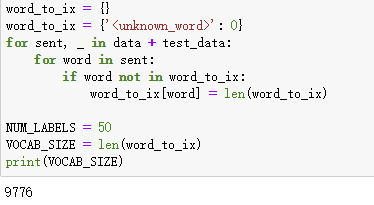 word_to_ix = {}
word_to_ix = {'<unknown_word>': 0}
for sent, _ in data + test_data:
    for word in sent:
        if word not in word_to_ix:
            word_to_ix[word] = len(word_to_ix)

NUM_LABELS = 50
VOCAB_SIZE = len(word_to_ix)
print(VOCAB_SIZE)

9776